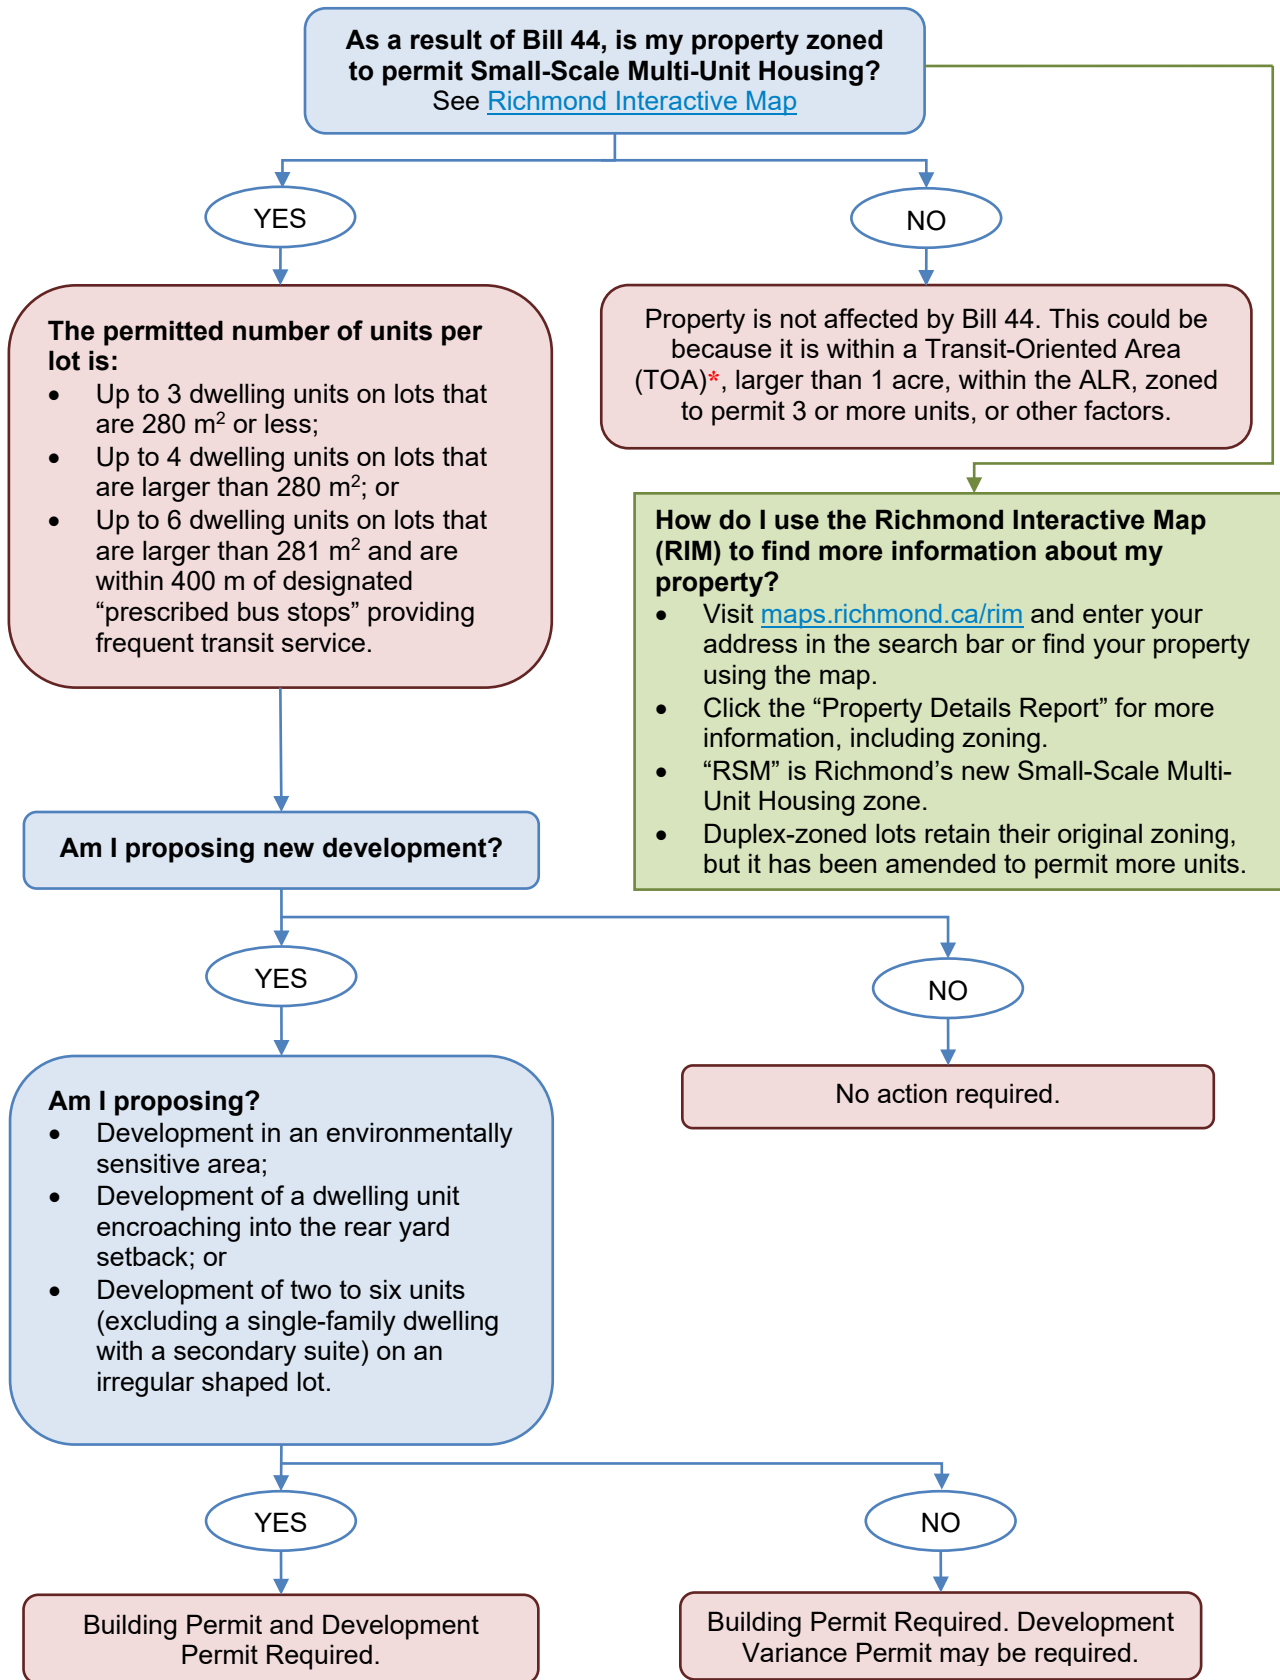 As a result of Bill 44, is my property zoned
to permit Small-Scale Multi-Unit Housing?
See Richmond Interactive Map
YES
NO
The permitted number of units per
lot is:
• Up to 3 dwelling units on lots that
are 280 m² or less;
• Up to 4 dwelling units on lots that
are larger than 280 m²; or
• Up to 6 dwelling units on lots that
are larger than 281 m² and are
within 400 m of designated
“prescribed bus stops” providing
frequent transit service.
Property is not affected by Bill 44. This could be
because it is within a Transit-Oriented Area
(TOA)*, larger than 1 acre, within the ALR, zoned
to permit 3 or more units, or other factors.
How do I use the Richmond Interactive Map
(RIM) to find more information about my
property?
• Visit maps.richmond.ca/rim and enter your
address in the search bar or find your property
using the map.
• Click the “Property Details Report” for more
information, including zoning.
• “RSM” is Richmond’s new Small-Scale Multi-
Unit Housing zone.
• Duplex-zoned lots retain their original zoning,
but it has been amended to permit more units.
Am I proposing new development?
YES
NO
No action required.
Am I proposing?
• Development in an environmentally
sensitive area;
• Development of a dwelling unit
encroaching into the rear yard
setback; or
• Development of two to six units
(excluding a single-family dwelling
with a secondary suite) on an
irregular shaped lot.
YES
NO
Building Permit and Development
Permit Required.
Building Permit Required. Development
Variance Permit may be required.